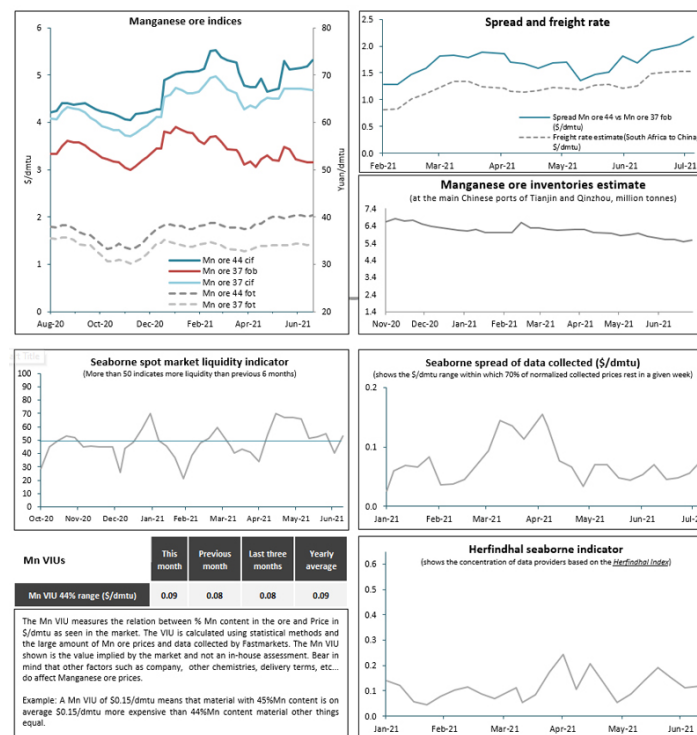 Manganese ore indices
6
5
4
3
2
1
0
$/dmtu
80
70
60
50
40
30
20
Yuan/dmtu
Mn ore 44 cif
Mn ore 37 fob
Mn ore 37 cif
Mn ore 44 fot
Mn ore 37 fot
Aug-20 Oct-20 Dec-20 Feb-21 Apr-21 Jun-21
Spread and freight rate
2.5
2.0
1.5
1.0
0.5
0.0
Spread Mn ore 44 vs Mn ore 37 fob
($/dmtu)
Freight rate estimate(South Africa to China,
$/dmtu)
Feb-21 Mar-21 Apr-21 May-21 Jun-21 Jul-21
Manganese ore inventories estimate
(at the main Chinese ports of Tianjin and Qinzhou, million tonnes)
7.4
6.4
5.4
4.4
3.4
2.4
1.4
Nov-20 Dec-20 Jan-21 Feb-21 Mar-21 Apr-21 May-21 Jun-21
Title
Seaborne spot market liquidity indicator
(More than 50 indicates more liquidity than previous 6 months)
100
90
80
70
60
50
40
30
20
10
0
Oct-20 Nov-20 Dec-20 Jan-21 Feb-21 Mar-21 Apr-21 May-21 Jun-21
Seaborne spread of data collected ($/dmtu)
(shows the $/dmtu range within which 70% of normalized collected prices rest in a given week)
0.2
0.1
0.0
Jan-21 Feb-21 Mar-21 Apr-21 May-21 Jun-21 Jul-21
Mn VIUs This month Previous month Last three months Yearly average
Mn VIU 44% range ($/dmtu) 0.09 0.08 0.08 0.09
The Mn VIU measures the relation between % Mn content in the ore and Price in
$/dmtu as seen in the market. The VIU is calculated using statistical methods and
the large amount of Mn ore prices and data collected by Fastmarkets. The Mn VIU
shown is the value implied by the market and not an in-house assessment. Bear in
mind that other factors such as company, other chemistries, delivery terms, etc...
do affect Manganese ore prices.
Example: A Mn VIU of $0.15/dmtu means that material with 45%Mn content is on
average $0.15/dmtu more expensive than 44%Mn content material other things
equal.
Herfindhal seaborne indicator
(shows the concentration of data providers based on the Herfindhal Index)
0.6
0.5
0.4
0.3
0.2
0.1
0.0
Jan-21 Feb-21 Mar-21 Apr-21 May-21 Jun-21